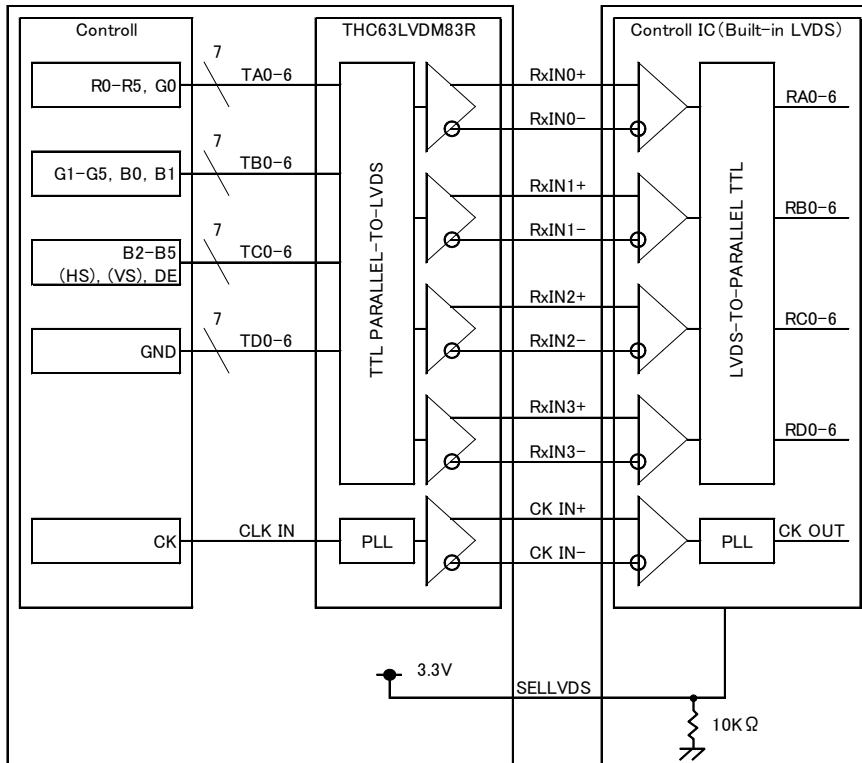 Controll
THC63LVDM83R
Controll IC(Built-in LVDS)
7
R0-R5, G0
TA0-6
RxIN0+
RxIN0-
RA0-6
7
G1-G5, B0, B1
TB0-6
RxIN1+
RxIN1-
RB0-6
7
B2-B5
(HS), (VS), DE
TC0-6
RxIN2+
RxIN2-
RC0-6
7
GND
TD0-6
RxIN3+
RxIN3-
RD0-6
TTL PARALLEL-TO-LVDS
LVDS-TO-PARALLEL TTL
CK
CLK IN
PLL
CK IN+
CK IN-
PLL
CK OUT
3.3V
SELLVDS
10KΩ